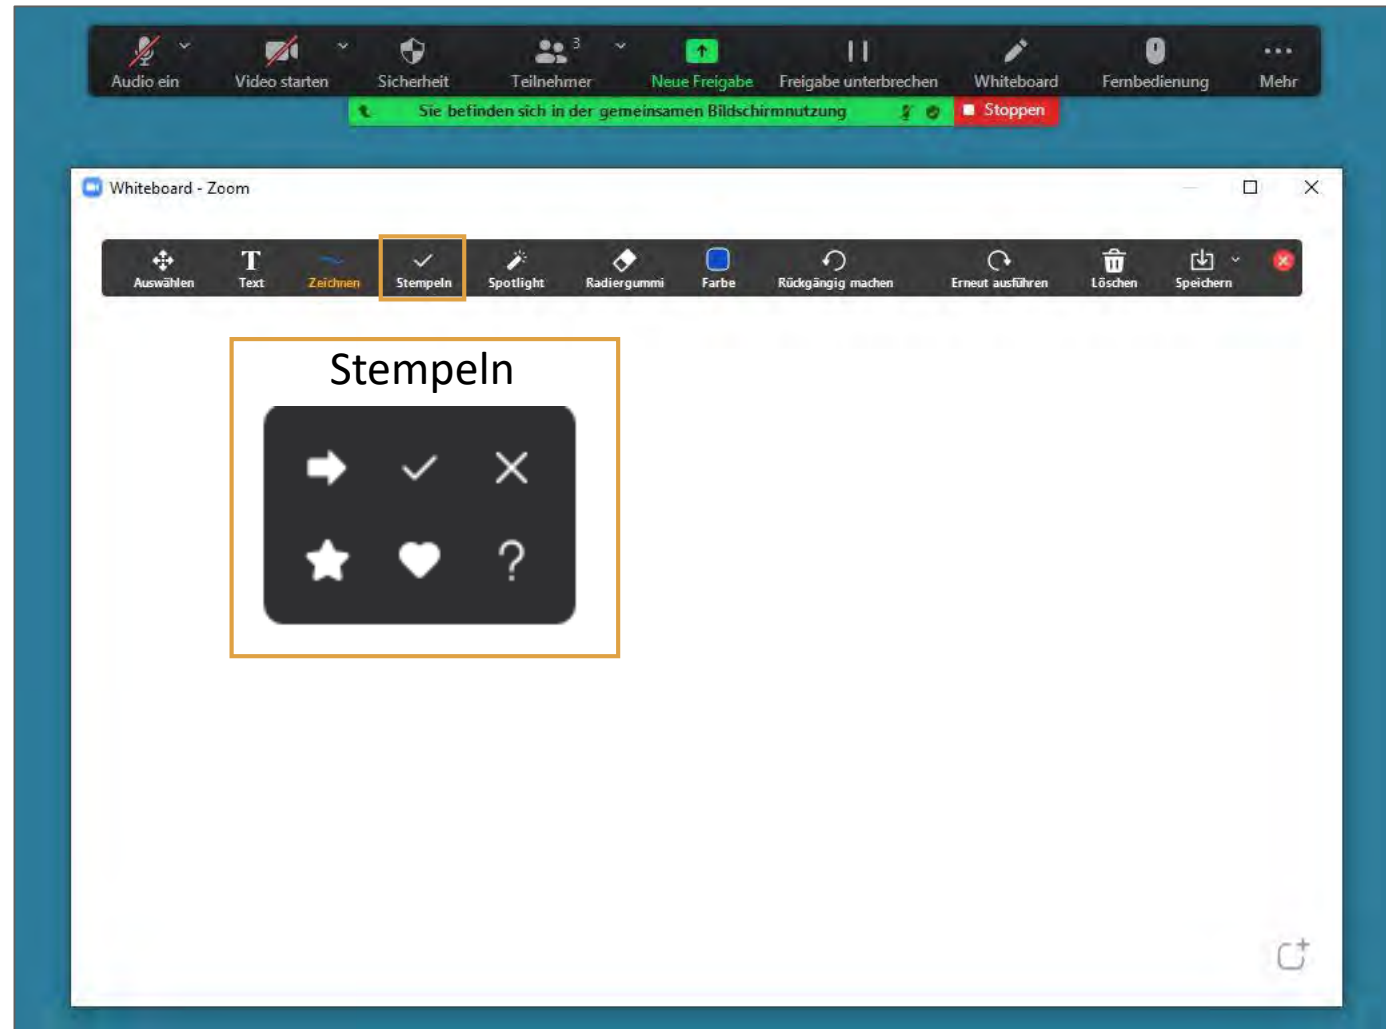 3
Audio ein Video starten Sicherheit Teilnehmer Neue Freigabe Freigabe unterbrechen Whiteboard Fernbedienung Mehr
Sie befinden sich in der gemeinsamen Bildschirmnutzung Stoppen
Whiteboard - Zoom
Auswählen Text Zeichnen Stempeln Spotlight Radiergummi Farbe Rückgängig machen Erneut ausführen Löschen Speichern
Stempeln